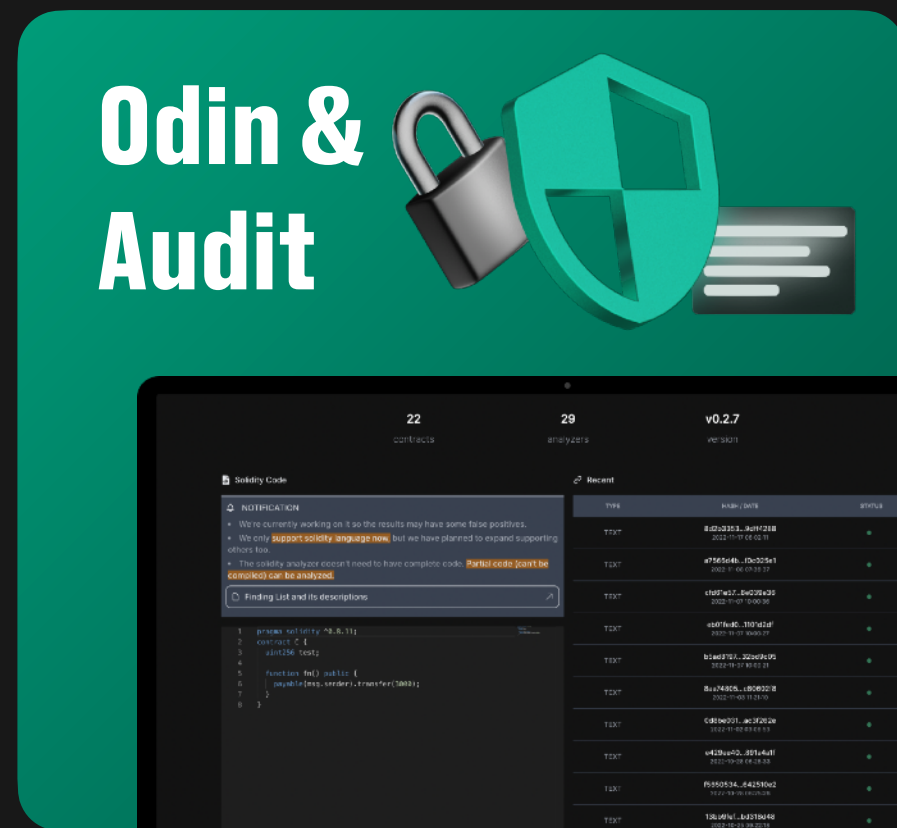 Odin &
Audit
22
29
v0.2.7
contracts
analyzers
version
Solidity Code
NOTIFICATION
• We're currently working on it so the results may have some false positives.
• We only support solidity language now, but we have planned to expand supporting
others too.
• The solidity analyzer doesn't need to have complete code. Partial code (can't be
compiled) can be analyzed.
Finding List and its descriptions
1 pragma solidity ^0.8.11;
2 contract C {
3 uint256 test;
4
5 function fn() public {
6 payable(msg.sender).transfer(3000);
7 }
8 }
Recent
TYPE HASH / DATE STATUS
TEXT
TEXT
TEXT
TEXT
TEXT
TEXT
TEXT
TEXT
TEXT
TEXT